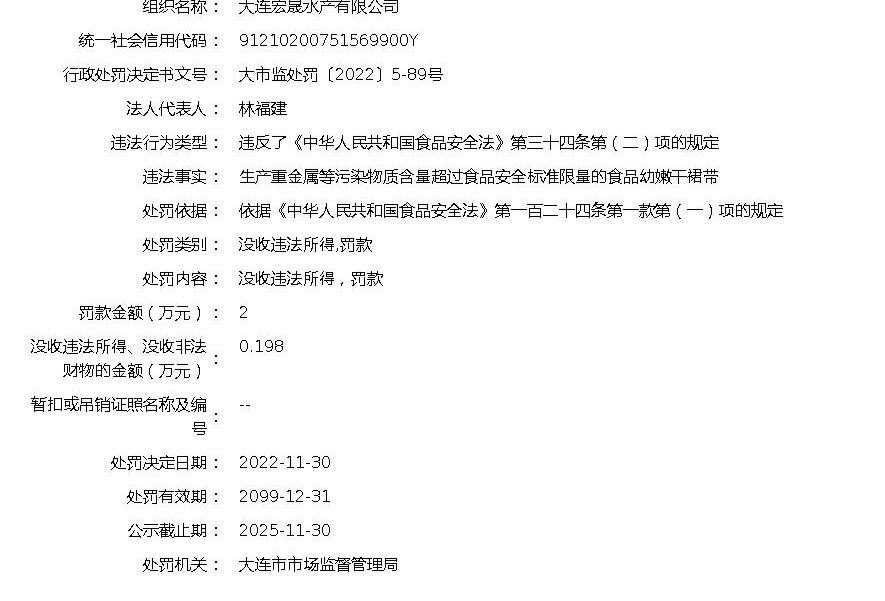 组织名称： 大连宏晟水产有限公司
统一社会信用代码： 91210200751569900Y
行政处罚决定书文号： 大市监处罚〔2022〕5-89号
法人代表人： 林福建
违法行为类型： 违反了《中华人民共和国食品安全法》第三十四条第（二）项的规定
违法事实： 生产重金属等污染物质含量超过食品安全标准限量的食品幼嫩干裙带
处罚依据： 依据《中华人民共和国食品安全法》第一百二十四条第一款第（一）项的规定
处罚类别： 没收违法所得,罚款
处罚内容： 没收违法所得，罚款
罚款金额（万元）： 2
没收违法所得、没收非法
财物的金额（万元）： 0.198
暂扣或吊销证照名称及编
号： --
处罚决定日期： 2022-11-30
处罚有效期： 2099-12-31
公示截止期： 2025-11-30
处罚机关： 大连市市场监督管理局